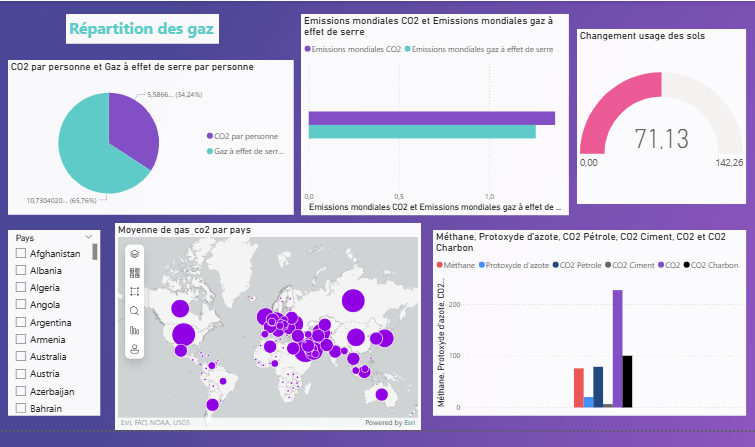 Répartition des gaz
CO2 par personne et Gaz à effet de serre par personne
5,5866... (34,24%)
CO2 par personne
Gaz à effet de serr...
10,7304020... (65,76%)
Emissions mondiales CO2 et Emissions mondiales gaz à
effet de serre
Emissions mondiales CO2 Emissions mondiales gaz à effet de serre
0,0 0,5 1,0
Emissions mondiales CO2 et Emissions mondiales gaz à effet de ...
Changement usage des sols
71,13
0,00 142,26
Pays
Afghanistan
Albania
Algeria
Angola
Argentina
Armenia
Australia
Austria
Azerbaijan
Bahrain
Moyenne de gas_co2 par pays
Esri, FAO, NOAA, USGS
Powered by Esri
Méthane, Protoxyde d'azote, CO2 Pétrole, CO2 Ciment, CO2 et CO2
Charbon
Méthane Protoxyde d'azote CO2 Pétrole CO2 Ciment CO2 CO2 Charbon
Méthane, Protoxyde d'azote, CO2...
200
100
0